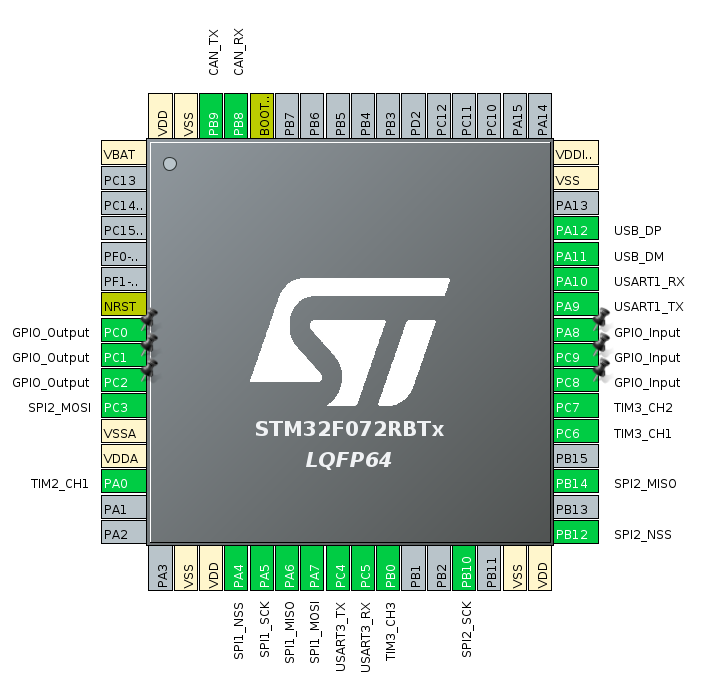 CAN_TX
CAN_RX
VDD
VSS
PB9
PB8
BOOT..
PB7
PB6
PB5
PB4
PB3
PD2
PC12
PC11
PC10
PA15
PA14
VBAT
PC13
PC14..
PC15..
PF0-..
PF1-..
NRST
GPIO_Output PC0
GPIO_Output PC1
GPIO_Output PC2
SPI2_MOSI PC3
VSSA
VDDA
TIM2_CH1 PA0
PA1
PA2
VDDI..
VSS
PA13
PA12 USB_DP
PA11 USB_DM
PA10 USART1_RX
PA9 USART1_TX
PA8 GPIO_Input
PC9 GPIO_Input
PC8 GPIO_Input
PC7 TIM3_CH2
PC6 TIM3_CH1
PB15
PB14 SPI2_MISO
PB13
PB12 SPI2_NSS
ST
STM32F072RBTx
LQFP64
PA3
VSS
VDD
PA4
PA5
PA6
PA7
PC4
PC5
PB0
PB1
PB2
PB10
PB11
VSS
VDD
SPI1_NSS
SPI1_SCK
SPI1_MISO
SPI1_MOSI
USART3_TX
USART3_RX
TIM3_CH3
SPI2_SCK